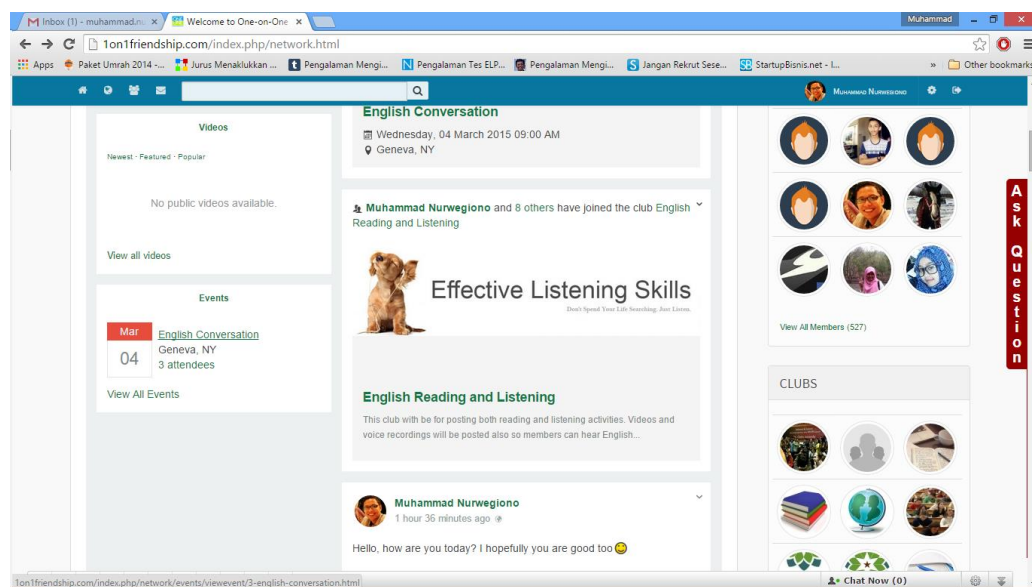 Inbox (1) - muhammad.nu
Welcome to One-on-One
Muhammad
1on1friendship.com/index.php/network.html
Apps
Paket Umrah 2014 -...
Jurus Menaklukkan ...
Pengalaman Mengi...
Pengalaman Tes ELP...
Pengalaman Mengi...
Jangan Rekrut Sese...
StartupBisnis.net - I...
»
Other bookmarks
Muhammad Nurwegiono
Videos
Newest - Featured - Popular
No public videos available.
View all videos
Events
Mar
04
English Conversation
Geneva, NY
3 attendees
View All Events
English Conversation
Wednesday, 04 March 2015 09:00 AM
Geneva, NY
Muhammad Nurwegiono and 8 others have joined the club English
Reading and Listening
Effective Listening Skills
Don't Spend Your Life Searching: Just Listen.
English Reading and Listening
This club with be for posting both reading and listening activities. Videos and
voice recordings will be posted also so members can hear English...
Muhammad Nurwegiono
1 hour 36 minutes ago
Hello, how are you today? I hopefully you are good too
View All Members (527)
CLUBS
Ask Question
Chat Now (0)
1on1friendship.com/index.php/network/events/viewevent/3-english-conversation.html